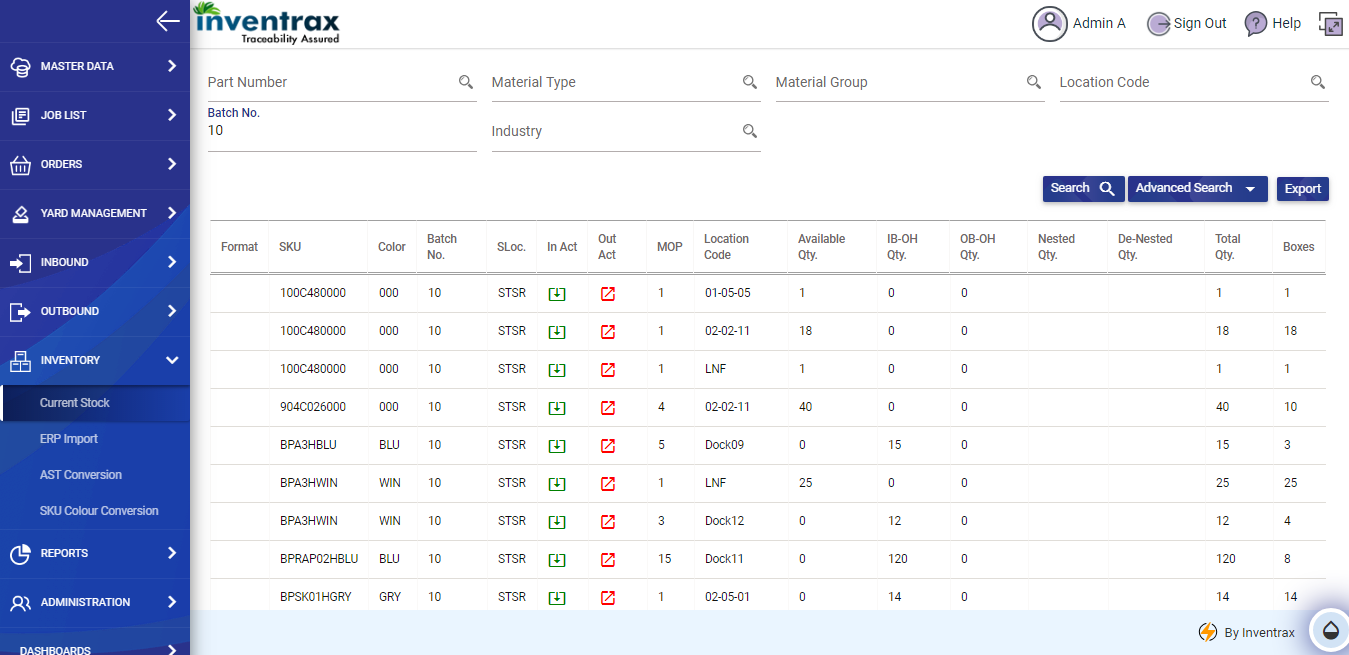 inventrax
Traceability Assured
Admin A
Sign Out
? Help
MASTER DATA
JOB LIST
ORDERS
YARD MANAGEMENT
INBOUND
OUTBOUND
INVENTORY
Current Stock
ERP Import
AST Conversion
SKU Colour Conversion
REPORTS
ADMINISTRATION
DASHBOARDS
Part Number Material Type Material Group Location Code
Batch No.
10
Industry
Search Advanced Search Export
Format SKU Color Batch No. SLoc. In Act Out Act MOP Location Code Available Qty. IB-OH Qty. OB-OH Qty. Nested Qty. De-Nested Qty. Total Qty. Boxes
100C480000 000 10 STSR 1 01-05-05 1 0 0 1 1
100C480000 000 10 STSR 1 02-02-11 18 0 0 18 18
100C480000 000 10 STSR 1 LNF 1 0 0 1 1
904C026000 000 10 STSR 4 02-02-11 40 0 0 40 10
BPA3HBLU BLU 10 STSR 5 Dock09 0 15 0 15 3
BPA3HWIN WIN 10 STSR 1 LNF 25 0 0 25 25
BPA3HWIN WIN 10 STSR 3 Dock12 0 12 0 12 4
BPRAP02HBLU BLU 10 STSR 15 Dock11 0 120 0 120 8
BPSK01HGRY GRY 10 STSR 1 02-05-01 0 14 0 14 14
By Inventrax